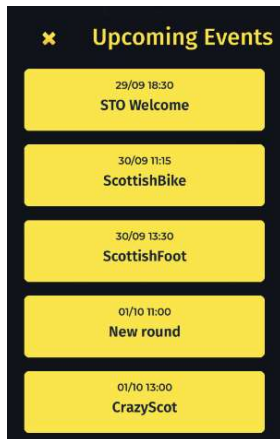 Upcoming Events
29/09 18:30
STO Welcome
30/09 11:15
ScottishBike
30/09 13:30
ScottishFoot
01/10 11:00
New round
01/10 13:00
CrazyScot